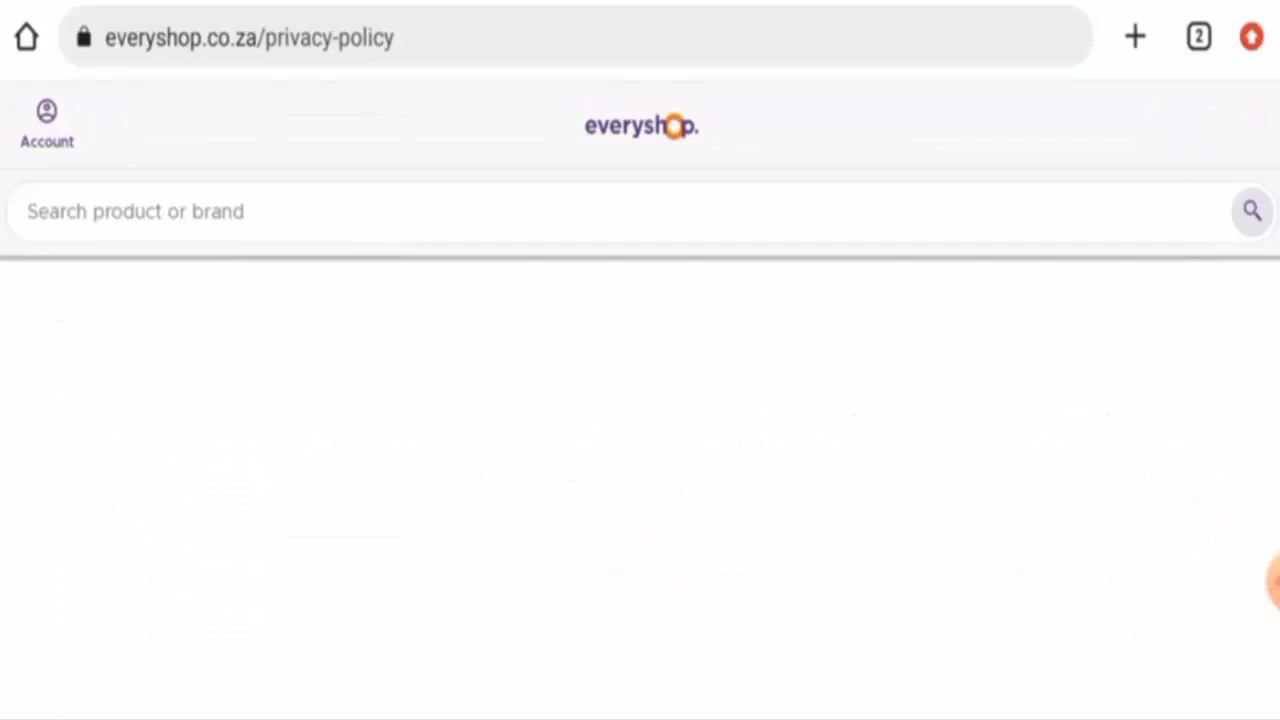 everyshop.co.za/privacy-policy
2
Account
everyshop.
Search product or brand